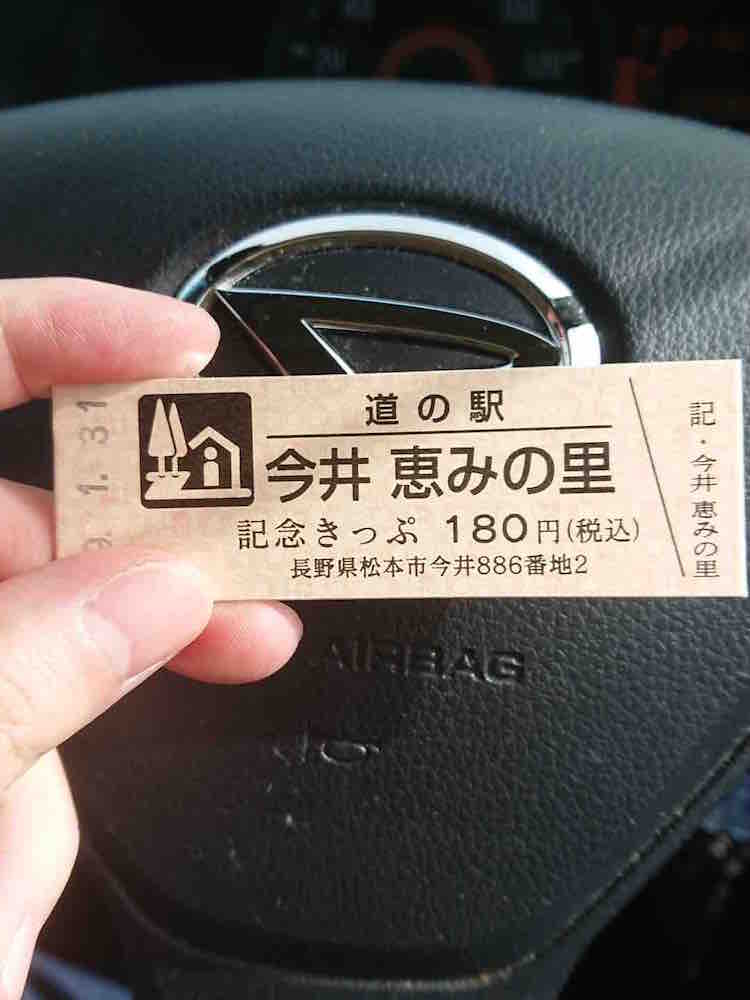 道の駅
今井 恵みの里
記念きっぷ 180円(税込)
長野県松本市今井886番地2
記・今井 恵みの里
1.31
AIRBAG